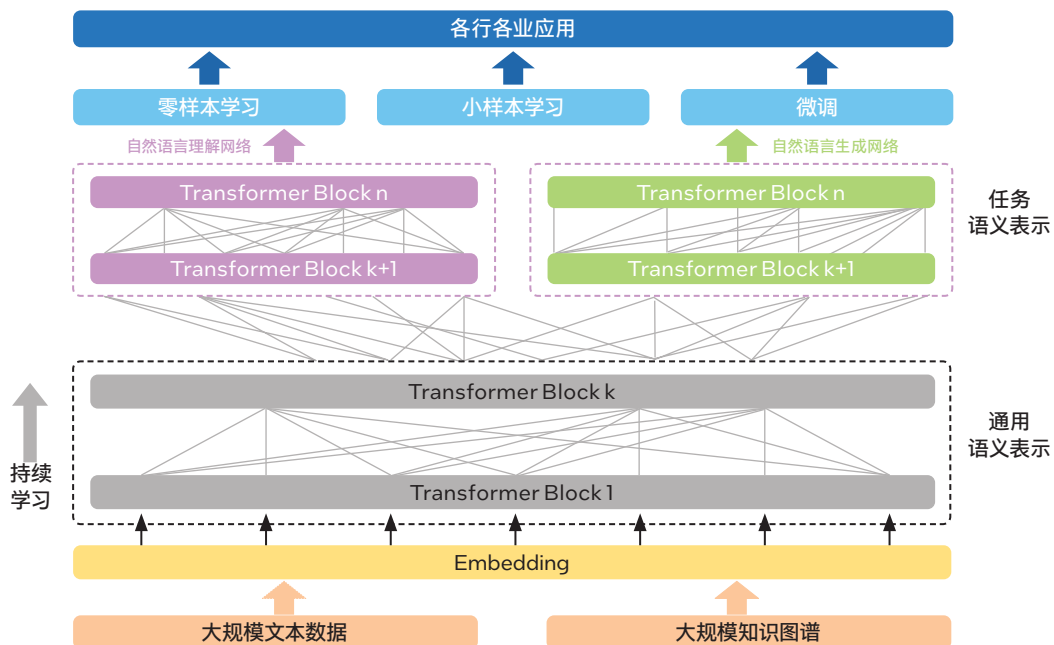 各行各业应用
零样本学习
小样本学习
微调
自然语言理解网络
自然语言生成网络
Transformer Block n
Transformer Block n
任务
语义表示
Transformer Block k+1
Transformer Block k+1
Transformer Block k
通用
语义表示
持续
学习
Transformer Block 1
Embedding
大规模文本数据
大规模知识图谱